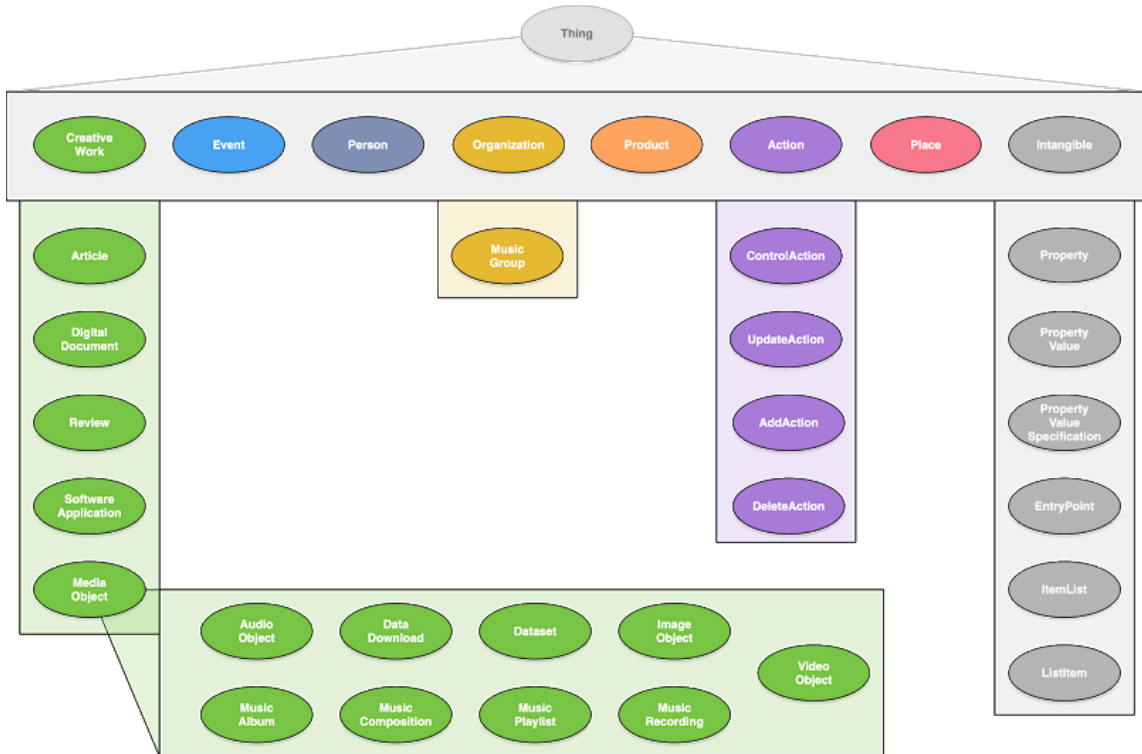 Thing
Creative
Work
Event
Person
Organization
Product
Action
Place
Intangible
Article
Music
Group
ControlAction
Property
Digital
Document
UpdateAction
Property
Value
Review
AddAction
Property
Value
Specification
Software
Application
DeleteAction
EntryPoint
Media
Object
ItemList
Audio
Object
Data
Download
Dataset
Image
Object
Video
Object
ListItem
Music
Album
Music
Composition
Music
Playlist
Music
Recording